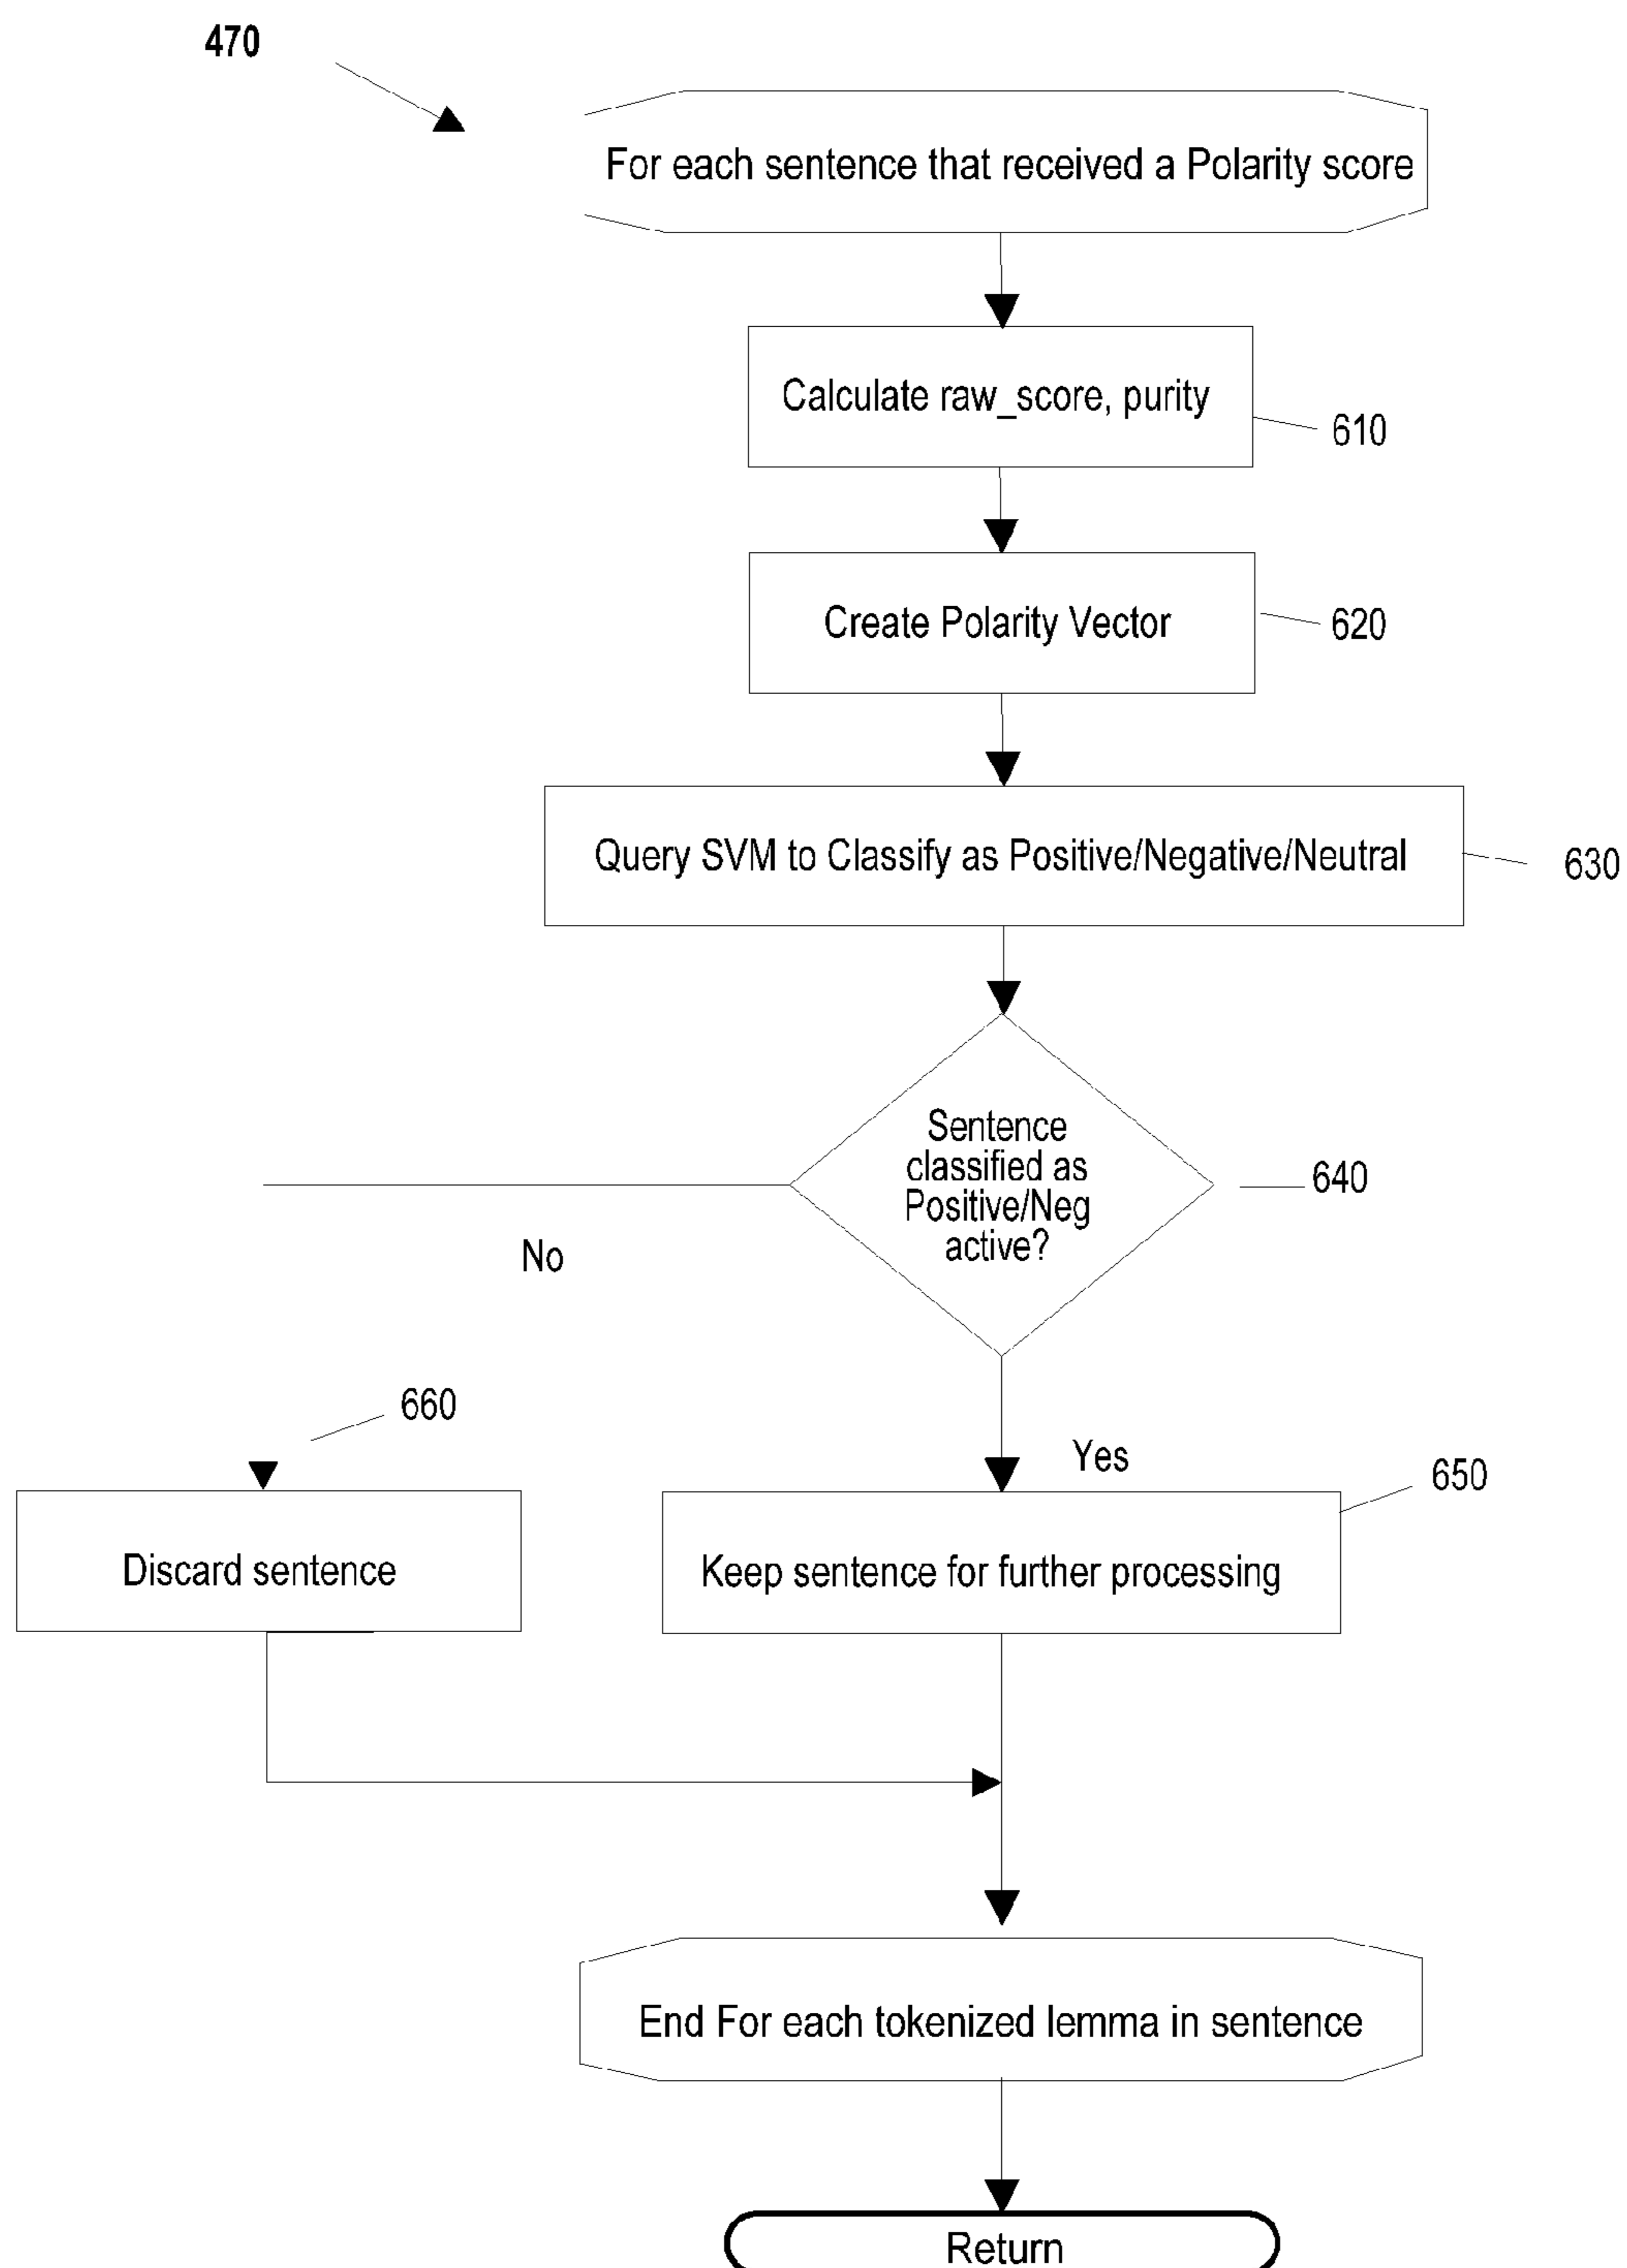 470
For each sentence that received a Polarity score
Calculate raw_score, purity
610
Create Polarity Vector
620
Query SVM to Classify as Positive/Negative/Neutral
630
Sentence
classified as
Positive/Neg
active?
640
No
660
Yes
650
Discard sentence
Keep sentence for further processing
End For each tokenized lemma in sentence
Return